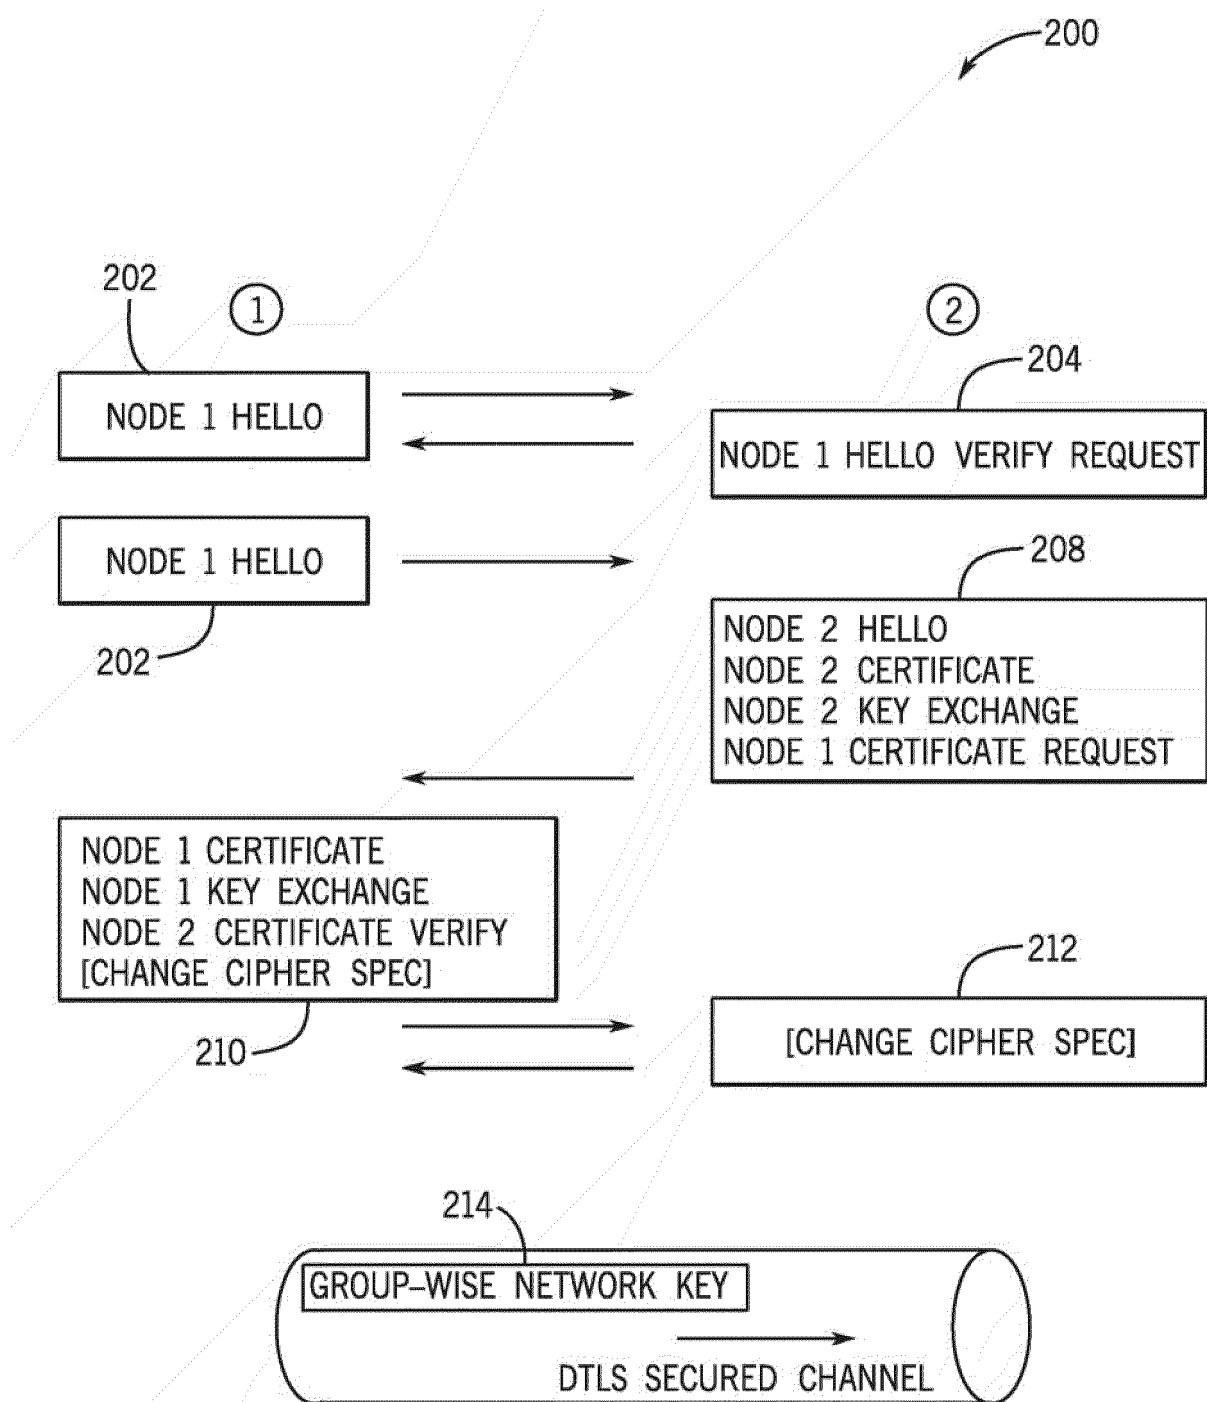 200
202
1
2
204
NODE 1 HELLO
NODE 1 HELLO VERIFY REQUEST
NODE 1 HELLO
208
202
NODE 2 HELLO
NODE 2 CERTIFICATE
NODE 2 KEY EXCHANGE
NODE 1 CERTIFICATE REQUEST
NODE 1 CERTIFICATE
NODE 1 KEY EXCHANGE
NODE 2 CERTIFICATE VERIFY
[CHANGE CIPHER SPEC]
210
212
[CHANGE CIPHER SPEC]
214
GROUP–WISE NETWORK KEY
DTLS SECURED CHANNEL